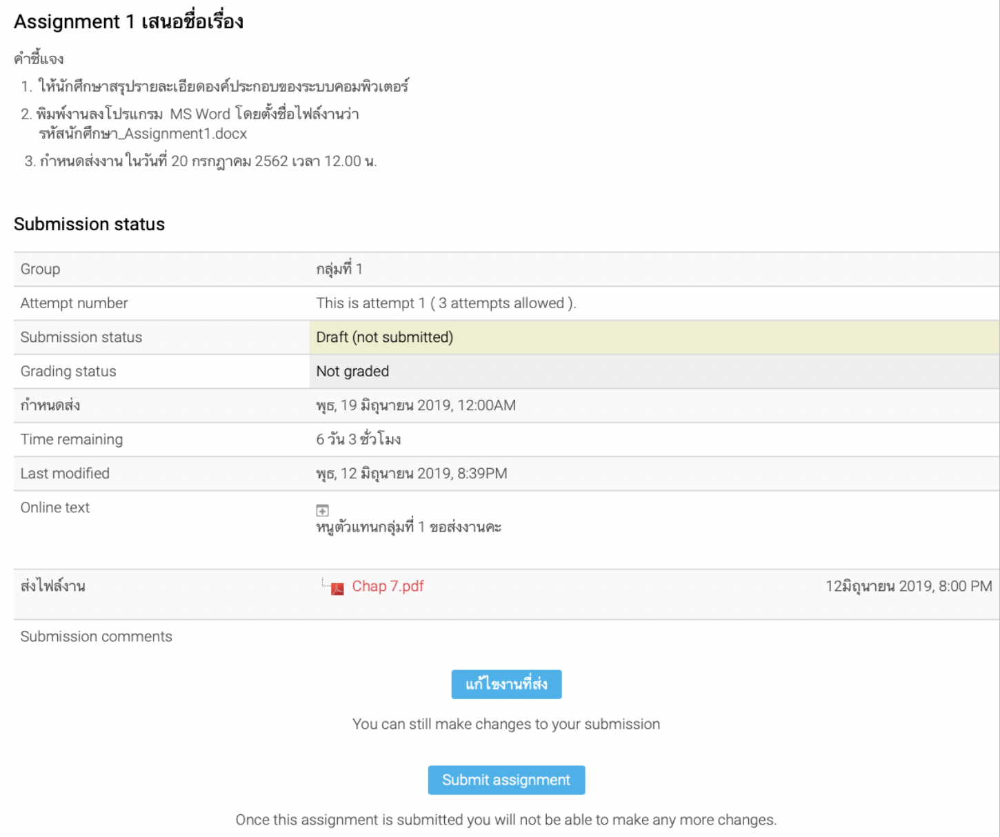 Assignment 1 เสนอชื่อเรื่อง
คำชี้แจง
1. ให้นักศึกษาสรุปรายละเอียดองค์ประกอบของระบบคอมพิวเตอร์
2. พิมพ์งานลงโปรแกรม MS Word โดยตั้งชื่อไฟล์งานว่า
รหัสนักศึกษา_Assignment1.docx
3. กำหนดส่งงาน ในวันที่ 20 กรกฎาคม 2562 เวลา 12.00 น.
Submission status
Group กลุ่มที่ 1
Attempt number This is attempt 1 ( 3 attempts allowed ).
Submission status Draft (not submitted)
Grading status Not graded
กำหนดส่ง พุธ, 19 มิถุนายน 2019, 12:00AM
Time remaining 6 วัน 3 ชั่วโมง
Last modified พุธ, 12 มิถุนายน 2019, 8:39PM
Online text
หนูตัวแทนกลุ่มที่ 1 ขอส่งงานคะ
ส่งไฟล์งาน Chap 7.pdf 12มิถุนายน 2019, 8:00 PM
Submission comments
แก้ไขงานที่ส่ง
You can still make changes to your submission
Submit assignment
Once this assignment is submitted you will not be able to make any more changes.